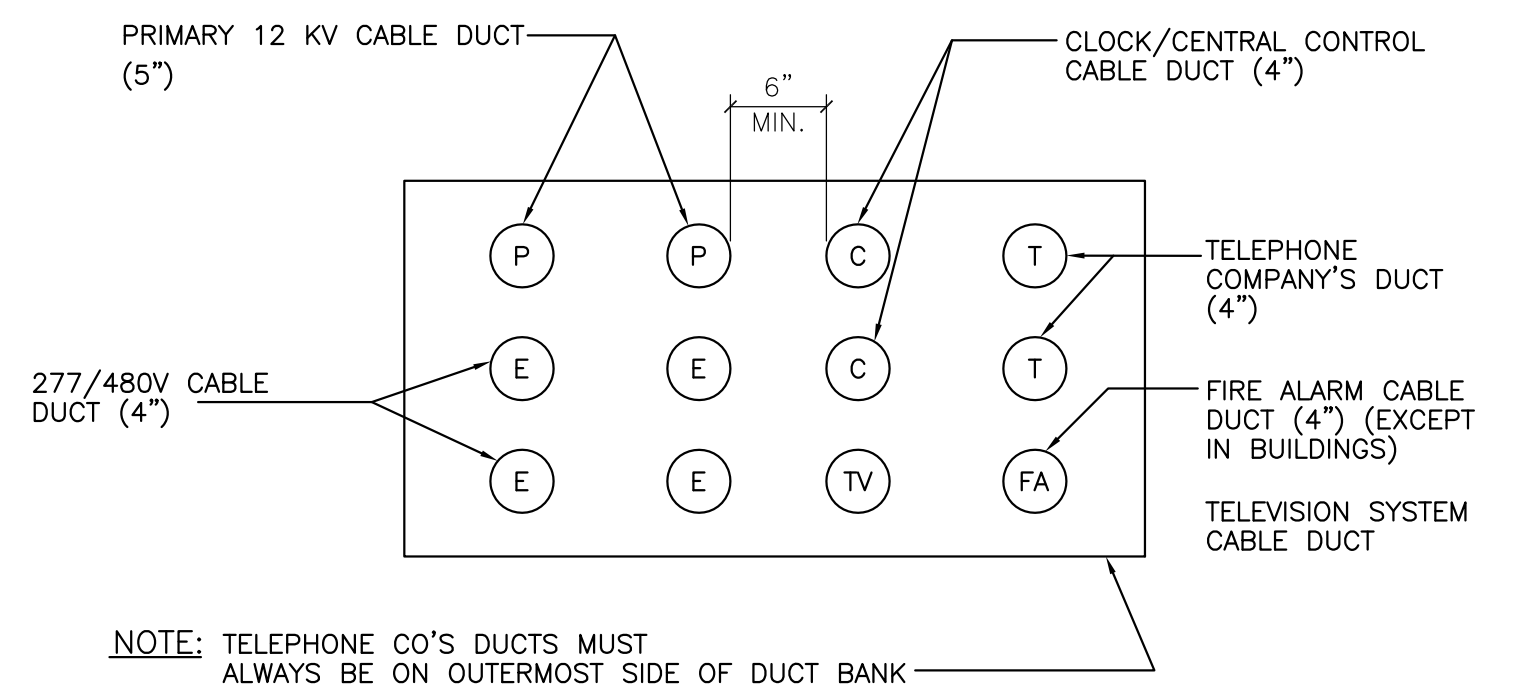 PRIMARY 12 KV CABLE DUCT
(5”)
6”
MIN.
CLOCK/CENTRAL CONTROL
CABLE DUCT (4”)
P P C T
TELEPHONE
COMPANY’S DUCT
(4”)
E E C T
277/480V CABLE
DUCT (4”)
FIRE ALARM CABLE
DUCT (4”) (EXCEPT
IN BUILDINGS)
E E TV FA
TELEVISION SYSTEM
CABLE DUCT
NOTE: TELEPHONE CO’S DUCTS MUST
ALWAYS BE ON OUTERMOST SIDE OF DUCT BANK